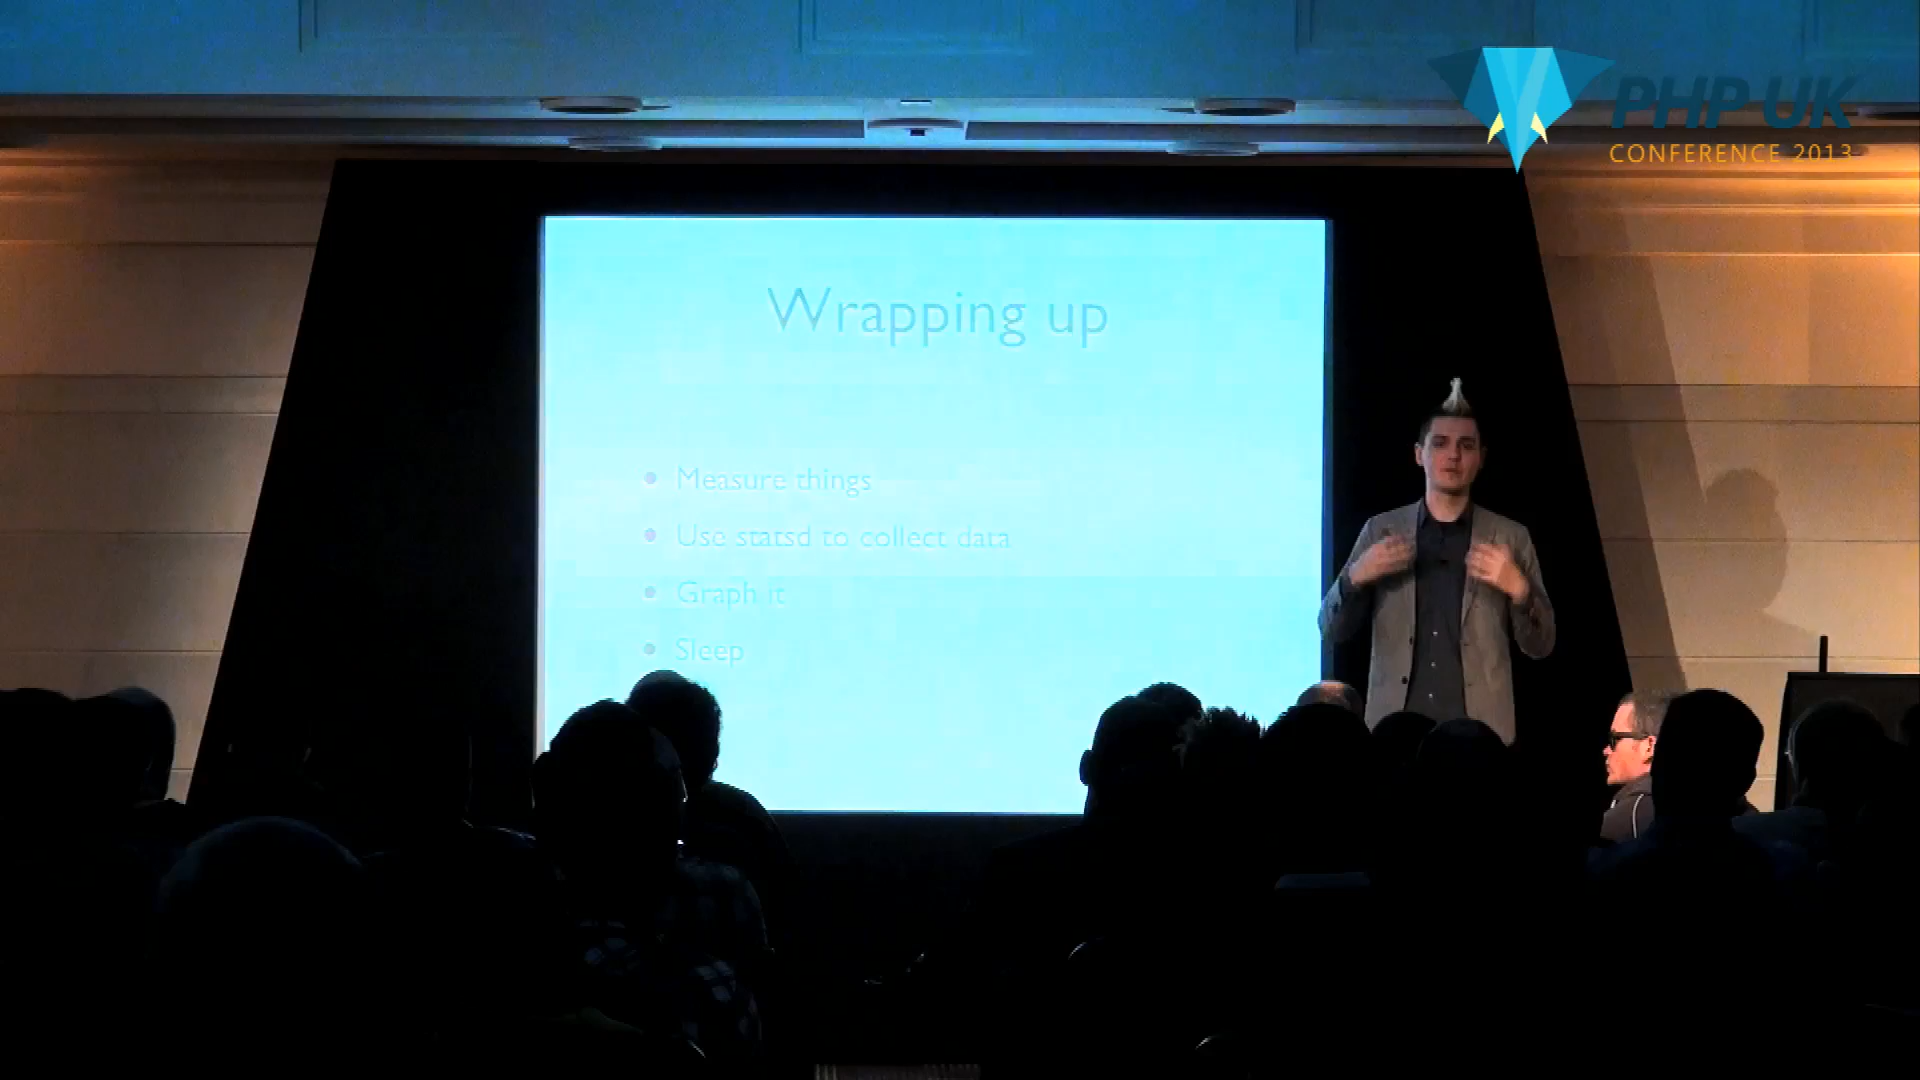 PHP UK
CONFERENCE 2013
Wrapping up
• Measure things
• Use statsd to collect data
• Graph it
• Sleep